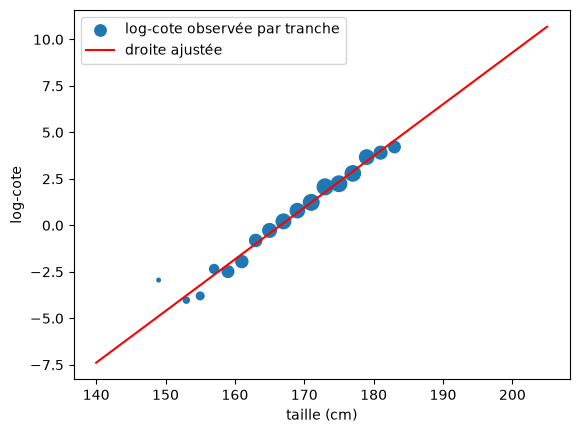 log-cote observée par tranche
droite ajustée
10.0
7.5
5.0
2.5
0.0
−2.5
−5.0
−7.5
log-cote
140 150 160 170 180 190 200
taille (cm)